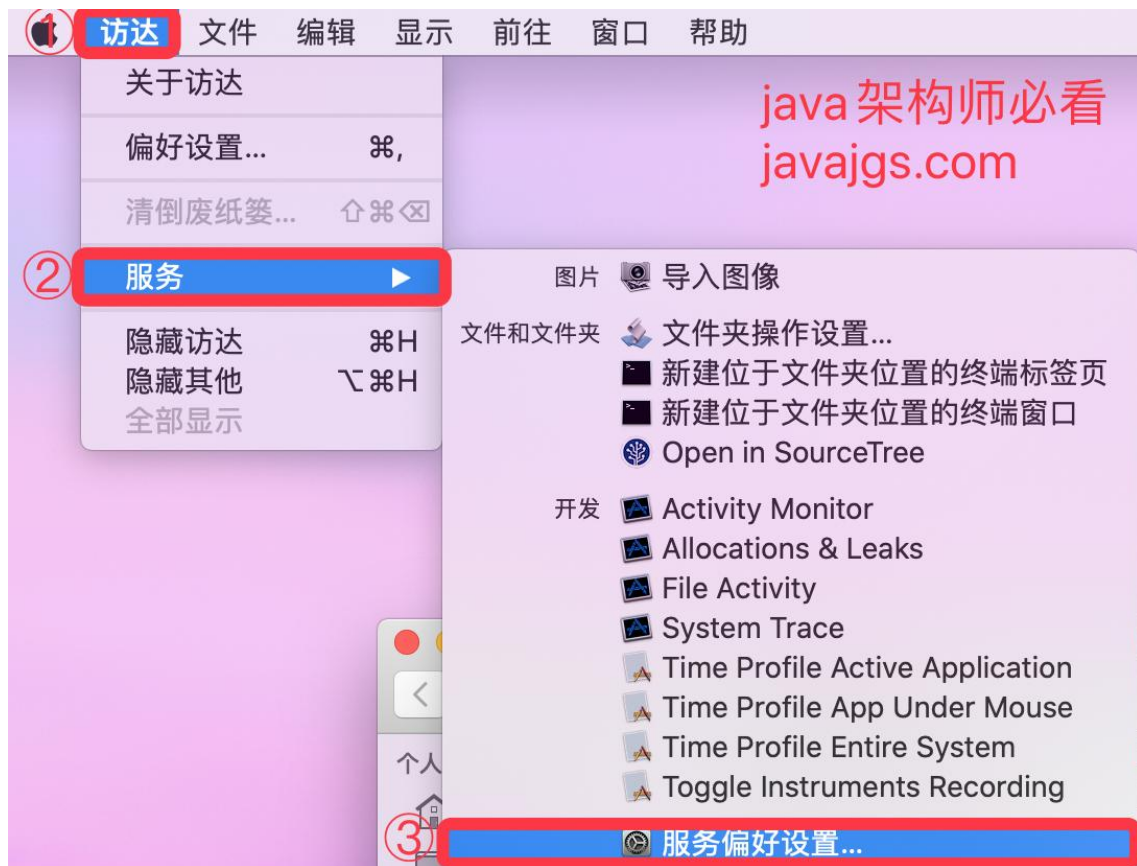 ① 访达 文件 编辑 显示 前往 窗口 帮助
关于访达
java架构师必看
javajgs.com
偏好设置... ⌘,
清倒废纸篓... ⇧⌘⌫
② 服务 ▶
隐藏访达 ⌘H
隐藏其他 ⌥⌘H
全部显示
图片 导入图像
文件和文件夹 文件夹操作设置...
新建位于文件夹位置的终端标签页
新建位于文件夹位置的终端窗口
Open in SourceTree
开发 Activity Monitor
Allocations & Leaks
File Activity
System Trace
Time Profile Active Application
Time Profile App Under Mouse
Time Profile Entire System
Toggle Instruments Recording
个人
③ 服务偏好设置...